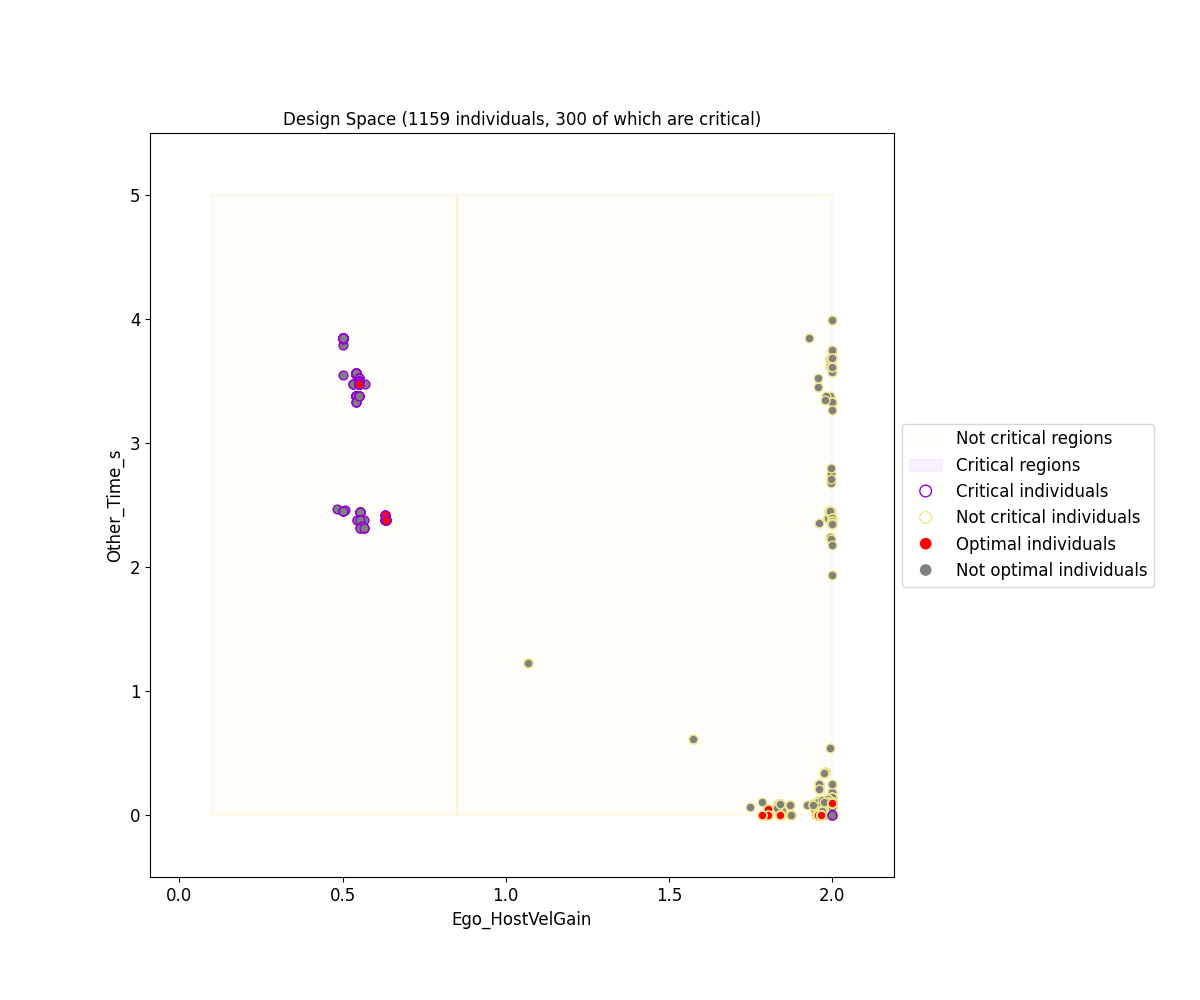 Design Space (1159 individuals, 300 of which are critical)
5
4
3
2
1
0
Other_Time_s
0.0 0.5 1.0 1.5 2.0
Ego_HostVelGain
Not critical regions
Critical regions
Critical individuals
Not critical individuals
Optimal individuals
Not optimal individuals